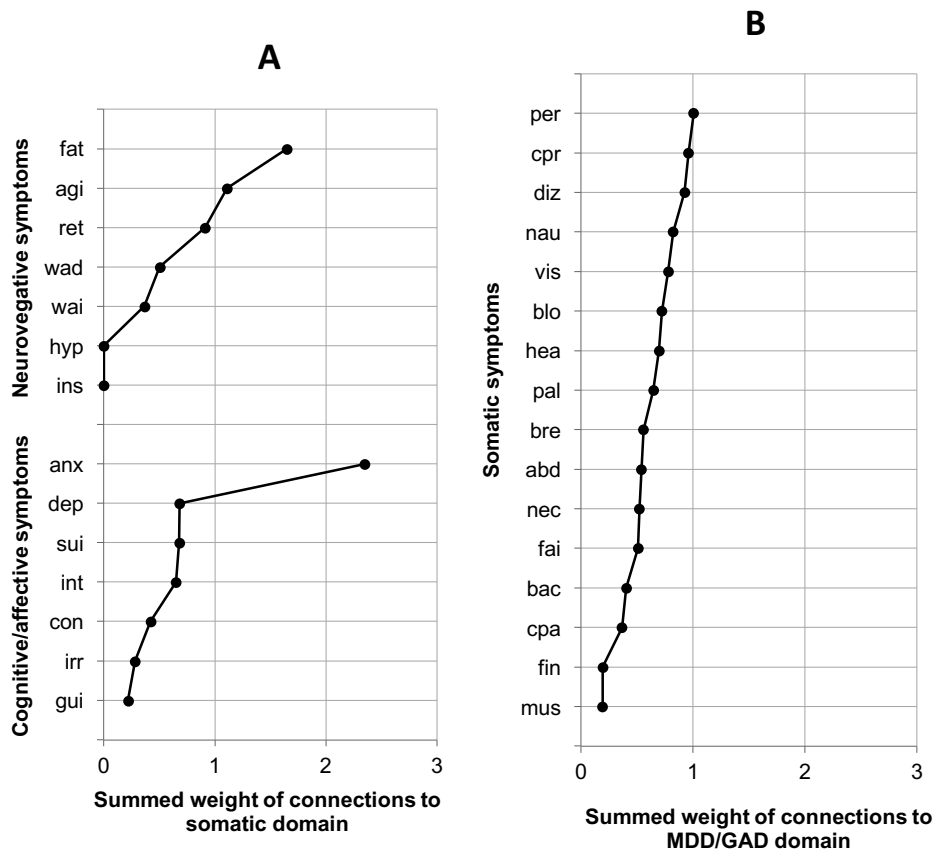 A
Neurovegative symptoms
fat
agi
ret
wad
wai
hyp
ins
Cognitive/affective symptoms
anx
dep
sui
int
con
irr
gui
0 1 2 3
Summed weight of connections to
somatic domain
B
Somatic symptoms
per
cpr
diz
nau
vis
blo
hea
pal
bre
abd
nec
fai
bac
cpa
fin
mus
0 1 2 3
Summed weight of connections to
MDD/GAD domain